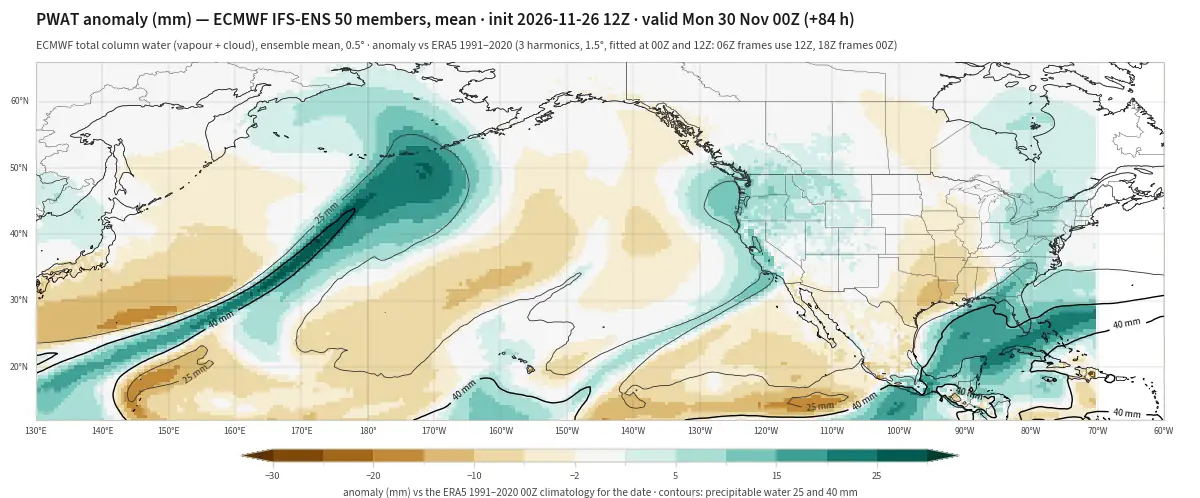 PWAT anomaly (mm) — ECMWF IFS-ENS 50 members, mean · init 2026-11-26 12Z · valid Mon 30 Nov 00Z (+84 h)
ECMWF total column water (vapour + cloud), ensemble mean, 0.5° · anomaly vs ERA5 1991–2020 (3 harmonics, 1.5°, fitted at 00Z and 12Z: 06Z frames use 12Z, 18Z frames 00Z)
60°N
50°N
40°N
30°N
20°N
25 mm
40 mm
25 mm
40 mm
25 mm
40 mm
40 mm
40 mm
40 mm
130°E 140°E 150°E 160°E 170°E 180° 170°W 160°W 150°W 140°W 130°W 120°W 110°W 100°W 90°W 80°W 70°W 60°W
−30 −20 −10 −2 5 15 25
anomaly (mm) vs the ERA5 1991–2020 00Z climatology for the date · contours: precipitable water 25 and 40 mm